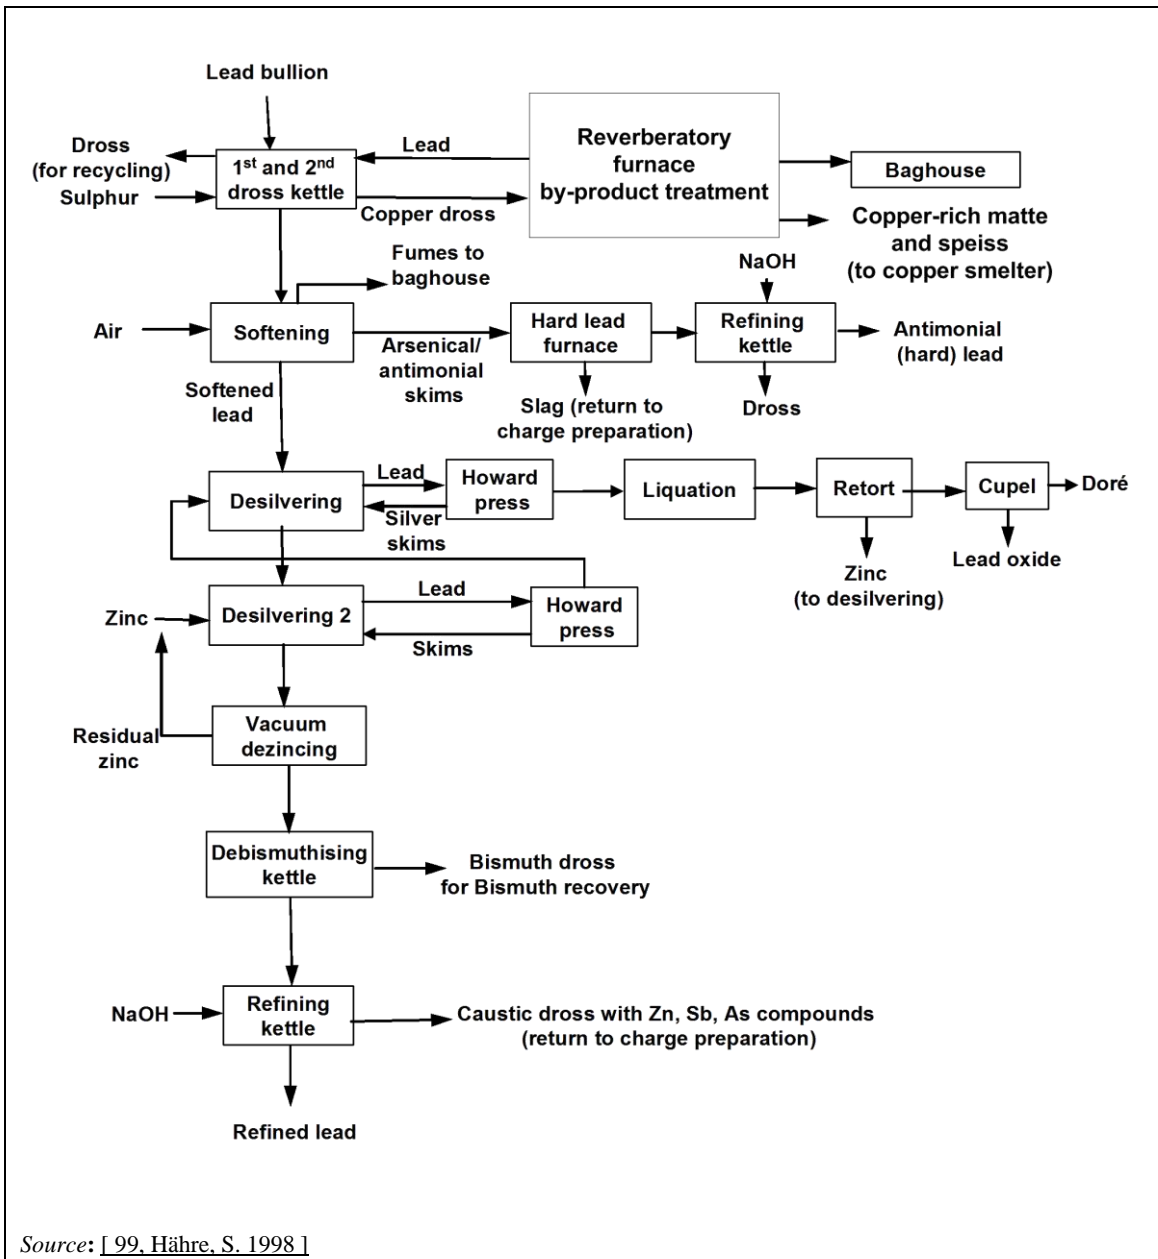 Lead bullion
Dross
(for recycling)
Sulphur
1st and 2nd
dross kettle
Lead
Copper dross
Reverberatory
furnace
by-product treatment
Baghouse
Copper-rich matte
and speiss
(to copper smelter)
Fumes to
baghouse
NaOH
Air
Softening
Arsenical/
antimonial
skims
Hard lead
furnace
Refining
kettle
Antimonial
(hard) lead
Softened
lead
Slag (return to
charge preparation)
Dross
Desilvering
Lead
Silver
skims
Howard
press
Liquation
Retort
Cupel
Doré
Zinc
(to desilvering)
Lead oxide
Zinc
Desilvering 2
Lead
Skims
Howard
press
Residual
zinc
Vacuum
dezincing
Debismuthising
kettle
Bismuth dross
for Bismuth recovery
NaOH
Refining
kettle
Caustic dross with Zn, Sb, As compounds
(return to charge preparation)
Refined lead
Source: [ 99, Hähre, S. 1998 ]